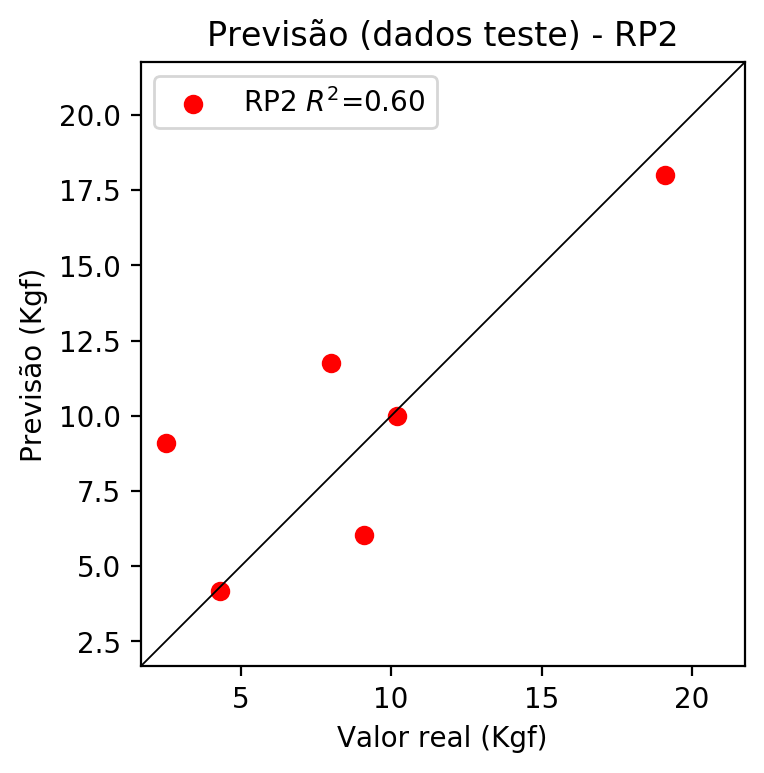 Previsão (dados teste) - RP2
RP2 R²=0.60
20.0
17.5
15.0
12.5
10.0
7.5
5.0
2.5
Previsão (Kgf)
5 10 15 20
Valor real (Kgf)